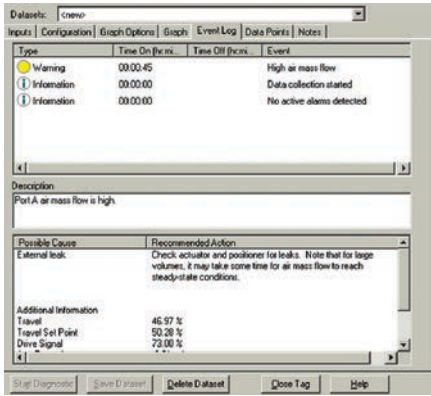 Datasets: <new>
Inputs Configuration Graph Options Graph Event Log Data Points Notes
Type Time On (h:mi... Time Off (h:mi... Event
Warning 00:00:45 High air mass flow
Information 00:00:00 Data collection started
Information 00:00:00 No active alarms detected
Description
Port A air mass flow is high.
Possible Cause Recommended Action
External leak Check actuator and positioner for leaks. Note that for large
volumes, it may take some time for air mass flow to reach
steady-state conditions.
Additional Information
Travel 46.97 %
Travel Set Point 50.28 %
Drive Signal 73.00 %
Start Diagnostic Save Dataset Delete Dataset Close Tag Help